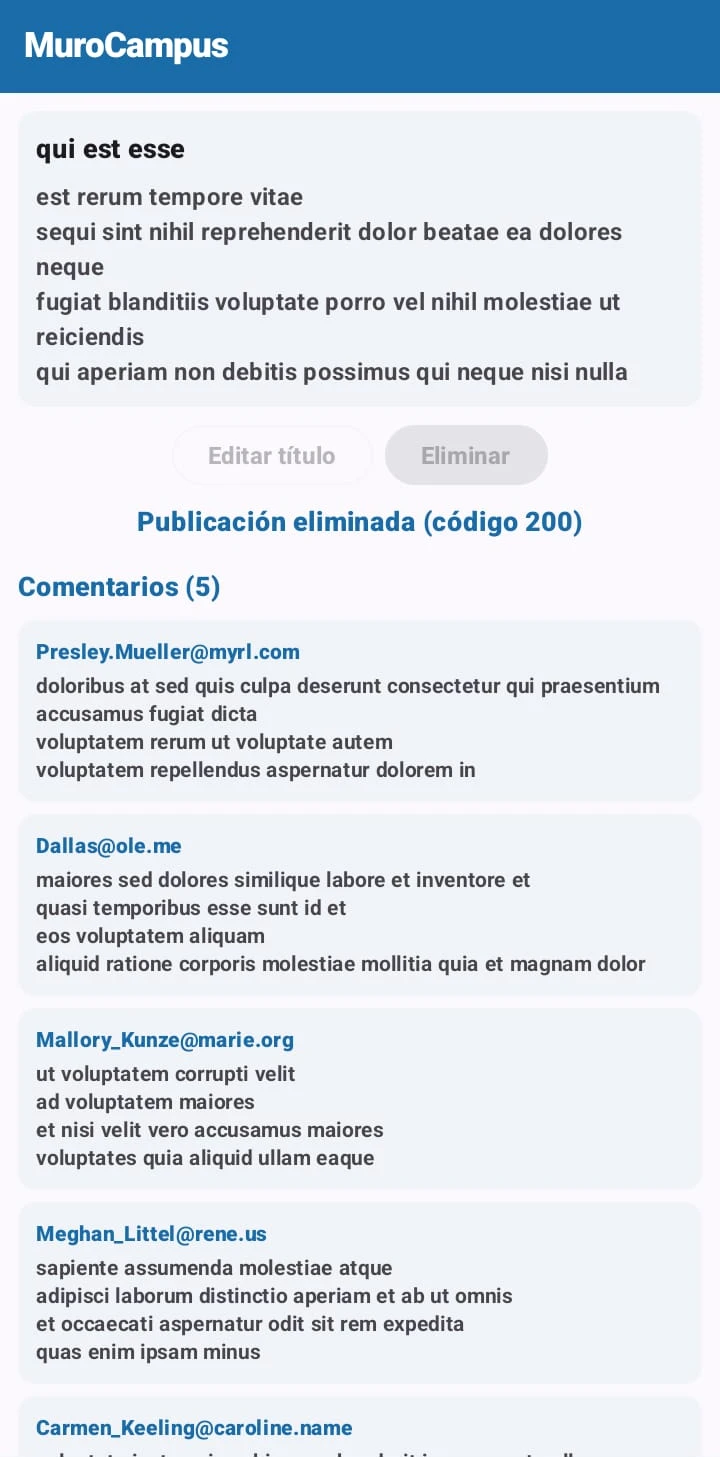 MuroCampus
qui est esse
est rerum tempore vitae
sequi sint nihil reprehenderit dolor beatae ea dolores
neque
fugiat blanditiis voluptate porro vel nihil molestiae ut
reiciendis
qui aperiam non debitis possimus qui neque nisi nulla
Editar título Eliminar
Publicación eliminada (código 200)
Comentarios (5)
Presley.Mueller@myrl.com
doloribus at sed quis culpa deserunt consectetur qui praesentium
accusamus fugiat dicta
voluptatem rerum ut voluptate autem
voluptatem repellendus aspernatur dolorem in
Dallas@ole.me
maiores sed dolores similique labore et inventore et
quasi temporibus esse sunt id et
eos voluptatem aliquam
aliquid ratione corporis molestiae mollitia quia et magnam dolor
Mallory_Kunze@marie.org
ut voluptatem corrupti velit
ad voluptatem maiores
et nisi velit vero accusamus maiores
voluptates quia aliquid ullam eaque
Meghan_Littel@rene.us
sapiente assumenda molestiae atque
adipisci laborum distinctio aperiam et ab ut omnis
et occaecati aspernatur odit sit rem expedita
quas enim ipsam minus
Carmen_Keeling@caroline.name